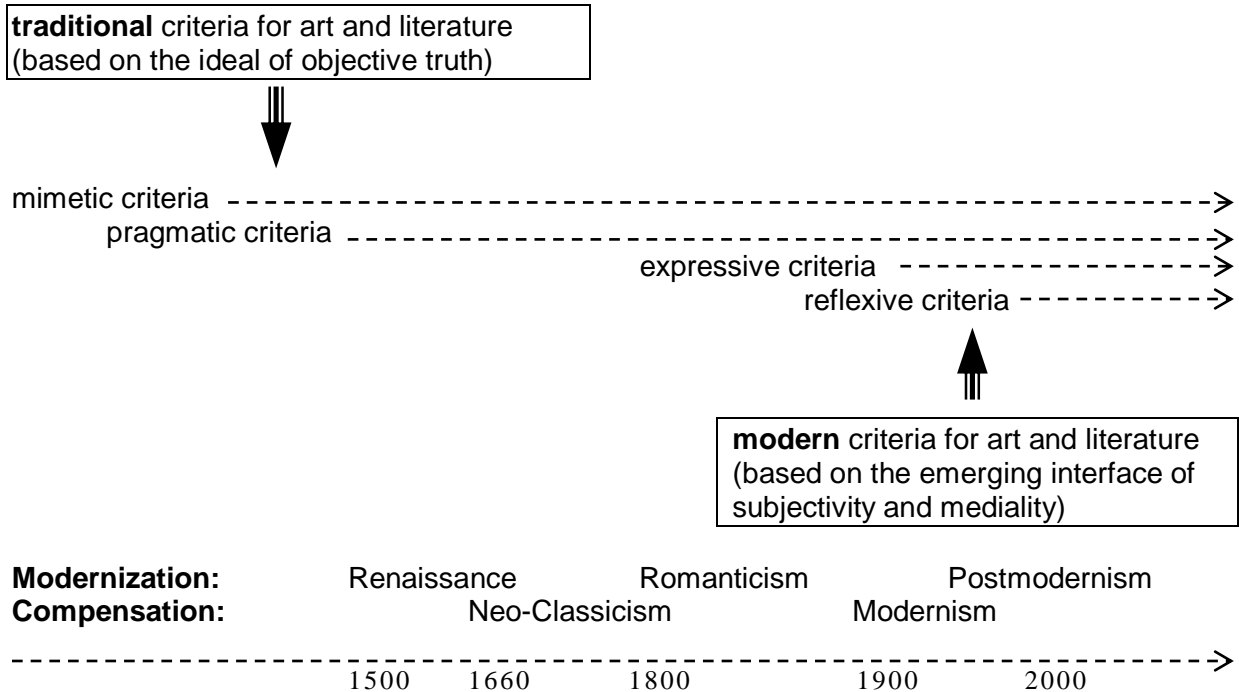 traditional criteria for art and literature
(based on the ideal of objective truth)
mimetic criteria
pragmatic criteria
expressive criteria
reflexive criteria
modern criteria for art and literature
(based on the emerging interface of
subjectivity and mediality)
Modernization: Renaissance Romanticism Postmodernism
Compensation: Neo-Classicism Modernism
1500 1660 1800 1900 2000